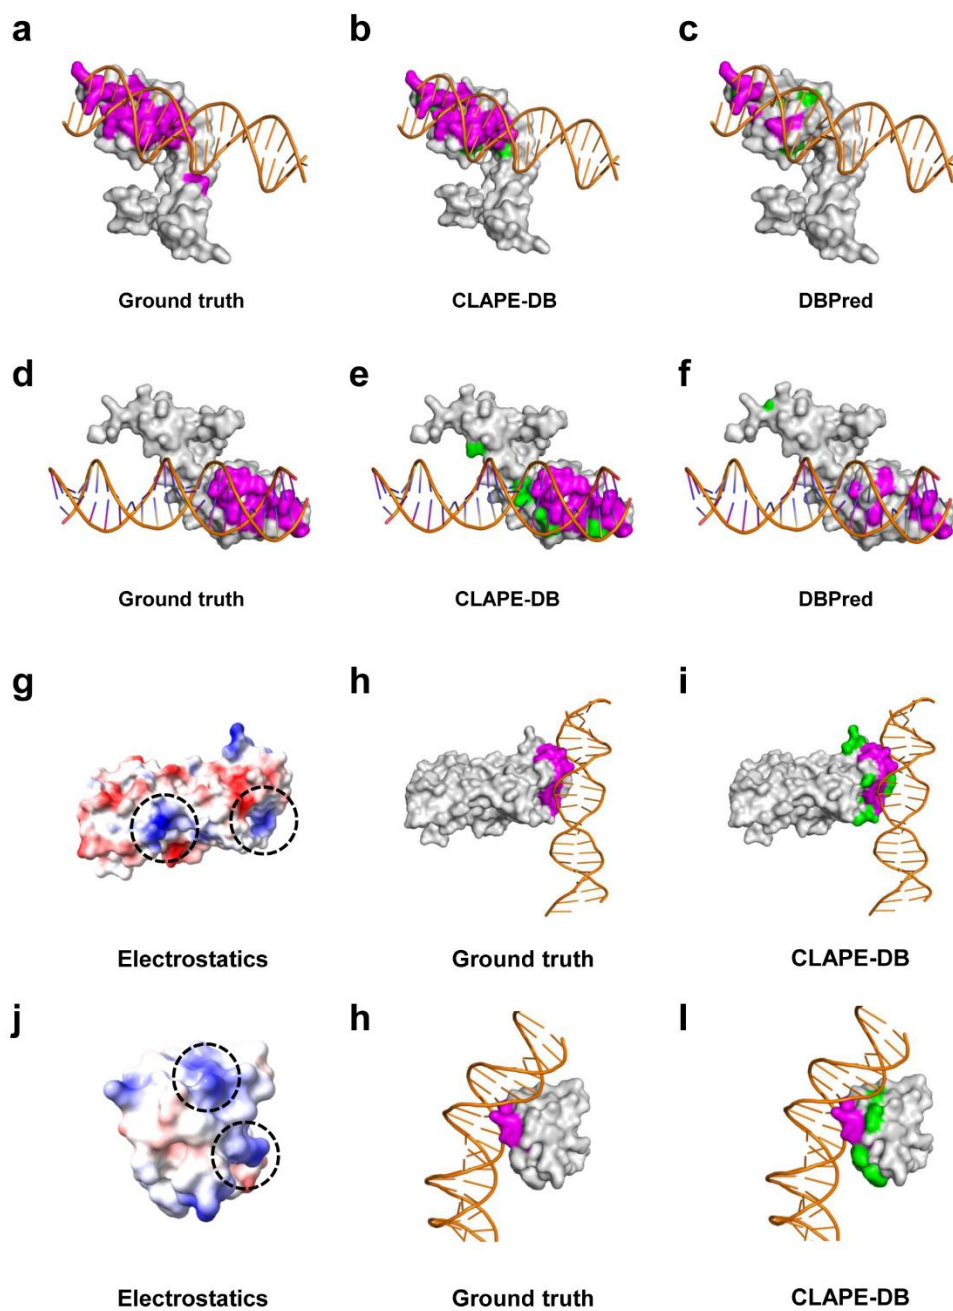 a b c
Ground truth CLAPE-DB DBPred
d e f
Ground truth CLAPE-DB DBPred
g h i
Electrostatics Ground truth CLAPE-DB
j h l
Electrostatics Ground truth CLAPE-DB